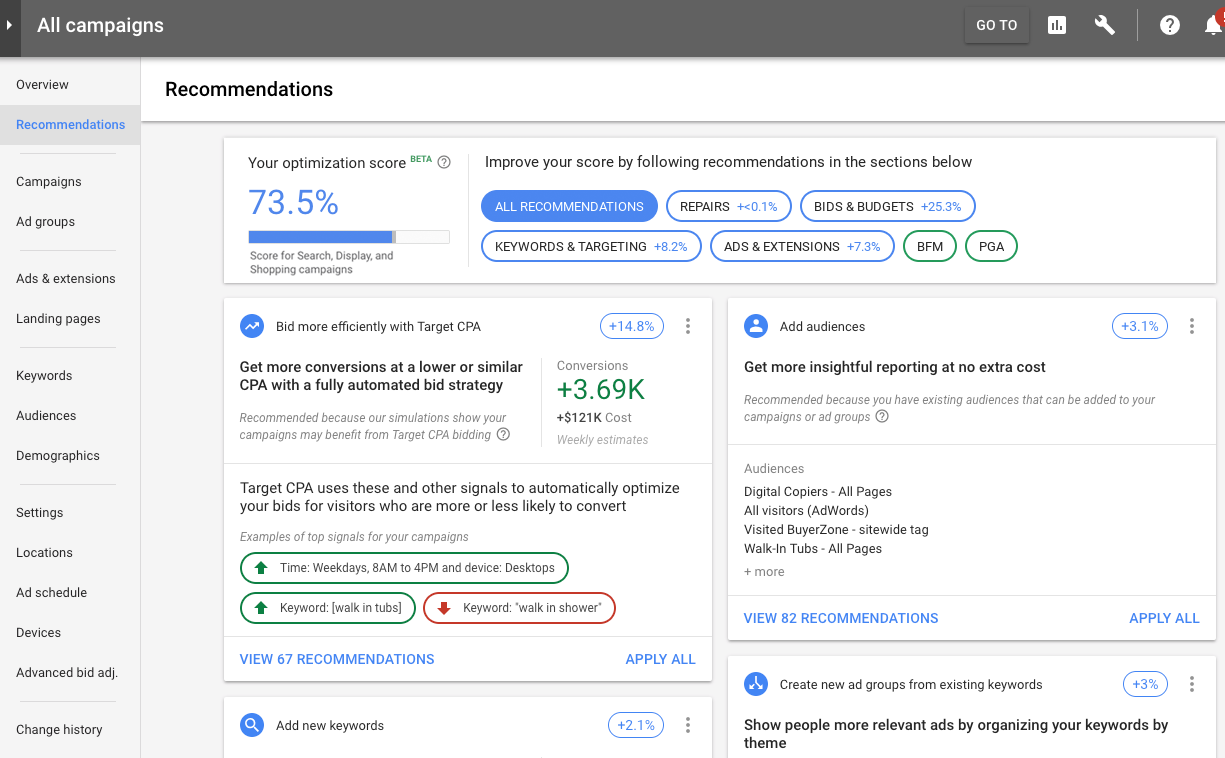 All campaigns
GO TO
Overview
Recommendations
Campaigns
Ad groups
Ads & extensions
Landing pages
Keywords
Audiences
Demographics
Settings
Locations
Ad schedule
Devices
Advanced bid adj.
Change history
Recommendations
Your optimization score BETA ?
73.5%
Score for Search, Display, and
Shopping campaigns
Improve your score by following recommendations in the sections below
ALL RECOMMENDATIONS
REPAIRS +<0.1%
BIDS & BUDGETS +25.3%
KEYWORDS & TARGETING +8.2%
ADS & EXTENSIONS +7.3%
BFM
PGA
Bid more efficiently with Target CPA
+14.8%
Get more conversions at a lower or similar
CPA with a fully automated bid strategy
Recommended because our simulations show your
campaigns may benefit from Target CPA bidding ?
Conversions
+3.69K
+$121K Cost
Weekly estimates
Target CPA uses these and other signals to automatically optimize
your bids for visitors who are more or less likely to convert
Examples of top signals for your campaigns
Time: Weekdays, 8AM to 4PM and device: Desktops
Keyword: [walk in tubs]
Keyword: "walk in shower"
VIEW 67 RECOMMENDATIONS
APPLY ALL
Add new keywords
+2.1%
Add audiences
+3.1%
Get more insightful reporting at no extra cost
Recommended because you have existing audiences that can be added to your
campaigns or ad groups ?
Audiences
Digital Copiers - All Pages
All visitors (AdWords)
Visited BuyerZone - sitewide tag
Walk-In Tubs - All Pages
+ more
VIEW 82 RECOMMENDATIONS
APPLY ALL
Create new ad groups from existing keywords
+3%
Show people more relevant ads by organizing your keywords by
theme